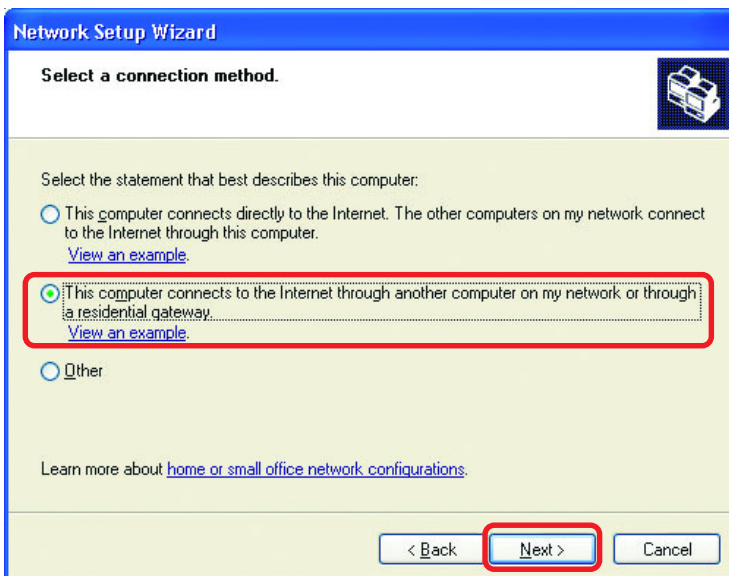 Network Setup Wizard
Select a connection method.
Select the statement that best describes this computer:
This computer connects directly to the Internet. The other computers on my network connect
to the Internet through this computer.
View an example.
This computer connects to the Internet through another computer on my network or through
a residential gateway.
View an example.
Other
Learn more about home or small office network configurations.
< Back Next > Cancel